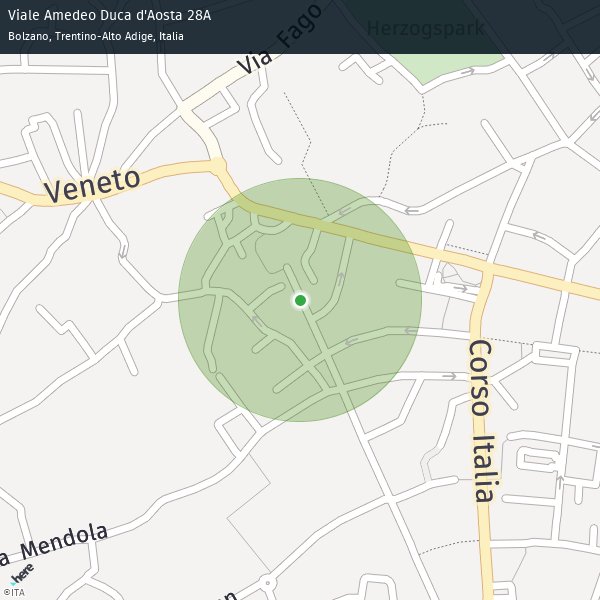 Viale Amedeo Duca d'Aosta 28A
Bolzano, Trentino-Alto Adige, Italia
Herzogspark
Via Fago
Veneto
Corso Italia
a Mendola
here
©ITA